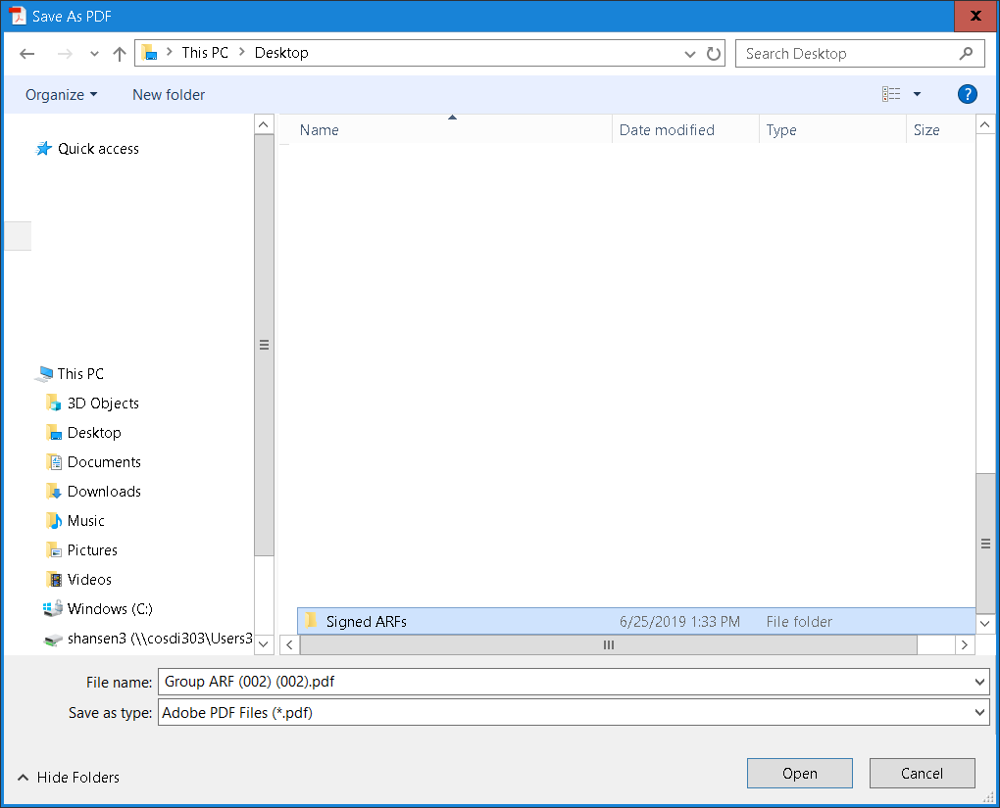 Save As PDF
This PC Desktop
Search Desktop
Organize
New folder
?
Name Date modified Type Size
Quick access
This PC
3D Objects
Desktop
Documents
Downloads
Music
Pictures
Videos
Windows (C:)
shansen3 (\\cosdi303\Users3
Signed ARFs 6/25/2019 1:33 PM File folder
File name: Group ARF (002) (002).pdf
Save as type: Adobe PDF Files (*.pdf)
Hide Folders
Open
Cancel